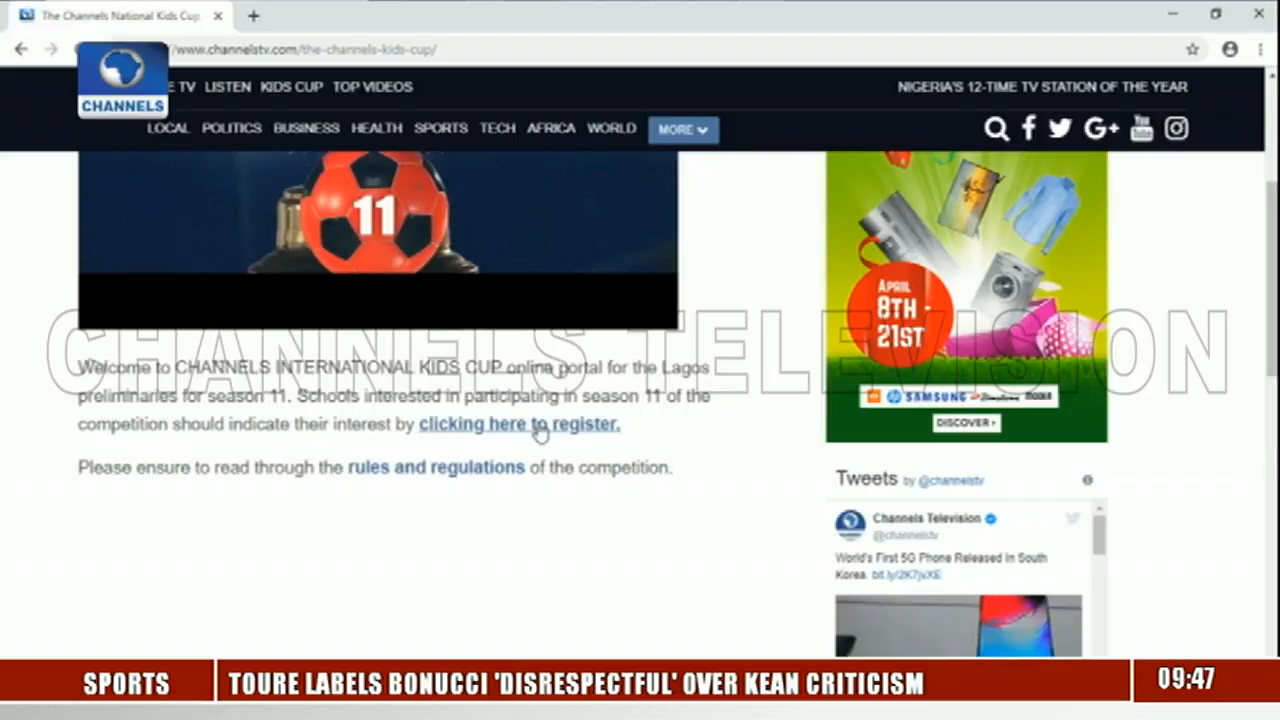 The Channels National Kids Cup
www.channelstv.com/the-channels-kids-cup/
CHANNELS
TV LISTEN KIDS CUP TOP VIDEOS
NIGERIA'S 12-TIME TV STATION OF THE YEAR
LOCAL POLITICS BUSINESS HEALTH SPORTS TECH AFRICA WORLD MORE
You Tube
11
APRIL
8TH -
21ST
SAMSUNG
DISCOVER
CHANNELS TELEVISION
Welcome to CHANNELS INTERNATIONAL KIDS CUP online portal for the Lagos
preliminaries for season 11. Schools interested in participating in season 11 of the
competition should indicate their interest by clicking here to register.
Please ensure to read through the rules and regulations of the competition.
Tweets by @channelstv
Channels Television
@channelstv
World's First 5G Phone Released In South
Korea. bit.ly/2K7jvXE
SPORTS
TOURE LABELS BONUCCI 'DISRESPECTFUL' OVER KEAN CRITICISM
09:47